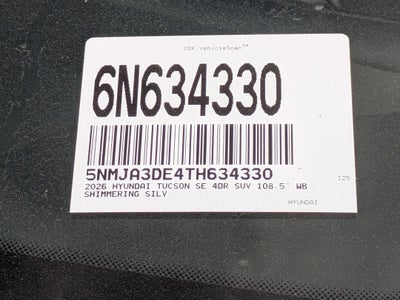 CDK VehicleScan™
6N634330
5NMJA3DE4TH634330
2026 HYUNDAI TUCSON SE 4DR SUV 108.5" WB
SHIMMERING SILV
I25
HYUNDAI